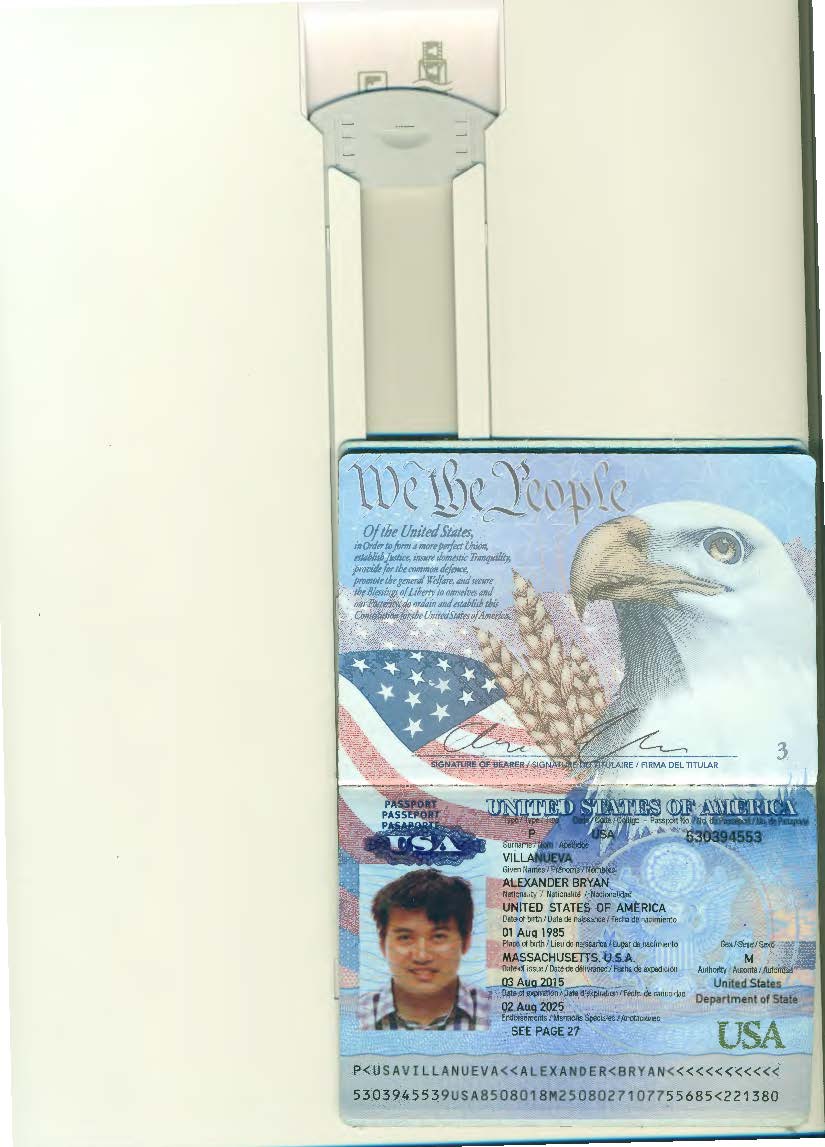 We the People
Of the United States,
in Order to form a more perfect Union,
establish Justice, insure domestic Tranquility,
provide for the common defence,
promote the general Welfare, and secure
the Blessings of Liberty to ourselves and
our Posterity, do ordain and establish this
Constitution for the United States of America.
3
SIGNATURE OF BEARER / SIGNATURE DU TITULAIRE / FIRMA DEL TITULAR
PASSPORT
PASSEPORT
PASAPORTE
USA
UNITED STATES OF AMERICA
Type / Type / Tipo Code / Code / Código Passport No. / No. du Passeport / No. de Pasaporte
P USA 530394553
Surname / Nom / Apellidos
VILLANUEVA
Given Names / Prénoms / Nombres
ALEXANDER BRYAN
Nationality / Nationalité / Nacionalidad
UNITED STATES OF AMERICA
Date of birth / Date de naissance / Fecha de nacimiento
01 Aug 1985
Place of birth / Lieu de naissance / Lugar de nacimiento Sex / Sexe / Sexo
MASSACHUSETTS, U.S.A. M
Date of issue / Date de délivrance / Fecha de expedición Authority / Autorité / Autoridad
03 Aug 2015 United States
Date of expiration / Date d'expiration / Fecha de caducidad Department of State
02 Aug 2025
Endorsements / Mentions Spéciales / Anotaciones
SEE PAGE 27
USA
P<USAVILLANUEVA<<ALEXANDER<BRYAN<<<<<<<<<<<<
5303945539USA8508018M2508027107755685<221380